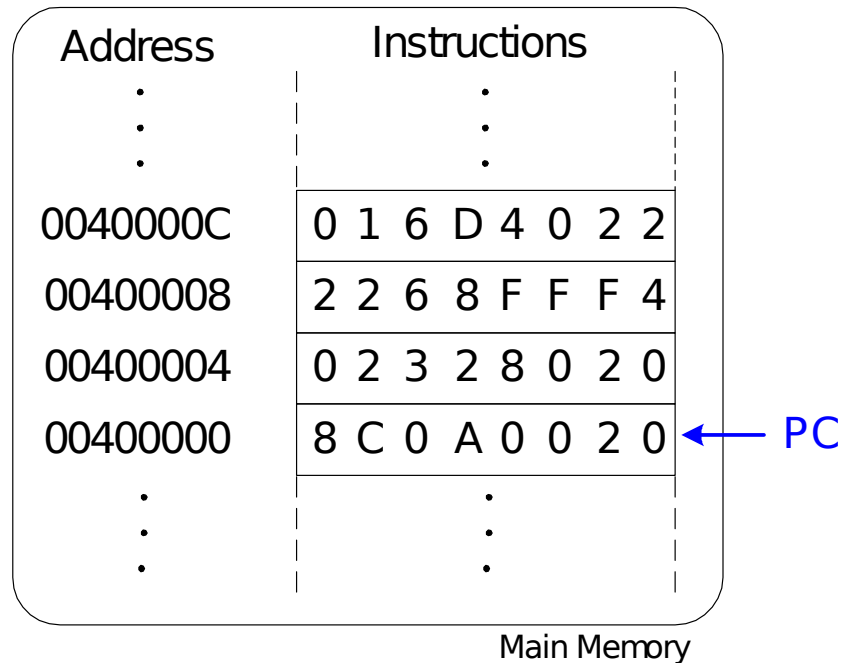 Address Instructions
0040000C 0 1 6 D 4 0 2 2
00400008 2 2 6 8 F F F 4
00400004 0 2 3 2 8 0 2 0
00400000 8 C 0 A 0 0 2 0 PC
Main Memory